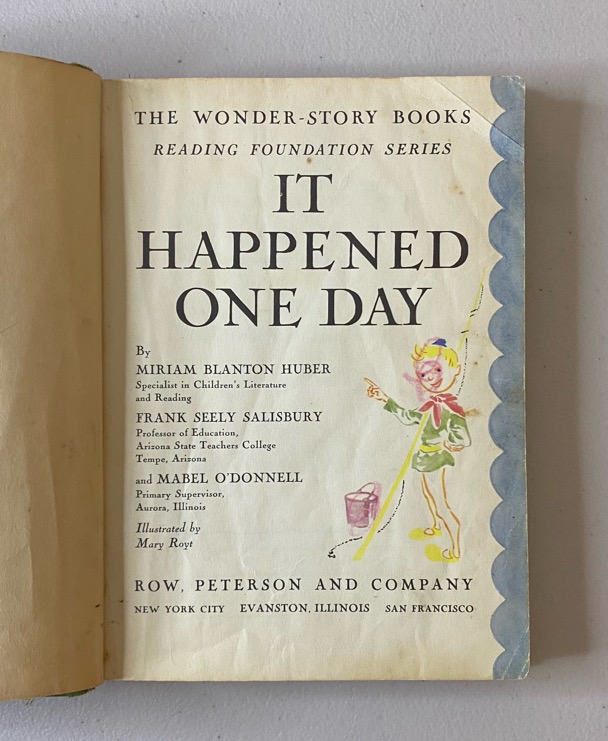 THE WONDER-STORY BOOKS
READING FOUNDATION SERIES
IT
HAPPENED
ONE DAY
By
MIRIAM BLANTON HUBER
Specialist in Children's Literature
and Reading
FRANK SEELY SALISBURY
Professor of Education,
Arizona State Teachers College
Tempe, Arizona
and MABEL O'DONNELL
Primary Supervisor,
Aurora, Illinois
Illustrated by
Mary Royt
ROW, PETERSON AND COMPANY
NEW YORK CITY EVANSTON, ILLINOIS SAN FRANCISCO